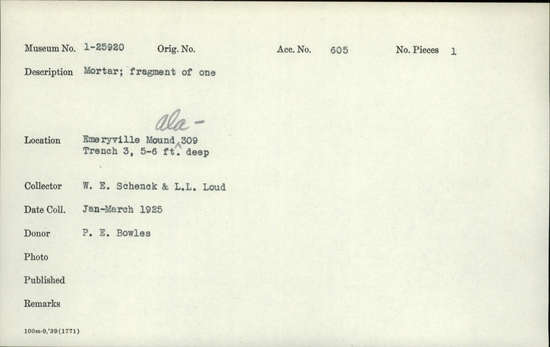 Museum No. 1-25920 Orig. No. Acc. No. 605 No. Pieces 1
Description Mortar; fragment of one
ala-
Location Emeryville Mound ^ 309
Trench 3, 5-6 ft. deep
Collector W. E. Schenck & L.L. Loud
Date Coll. Jan-March 1925
Donor P. E. Bowles
Photo
Published
Remarks
100m-9,'39(1771)